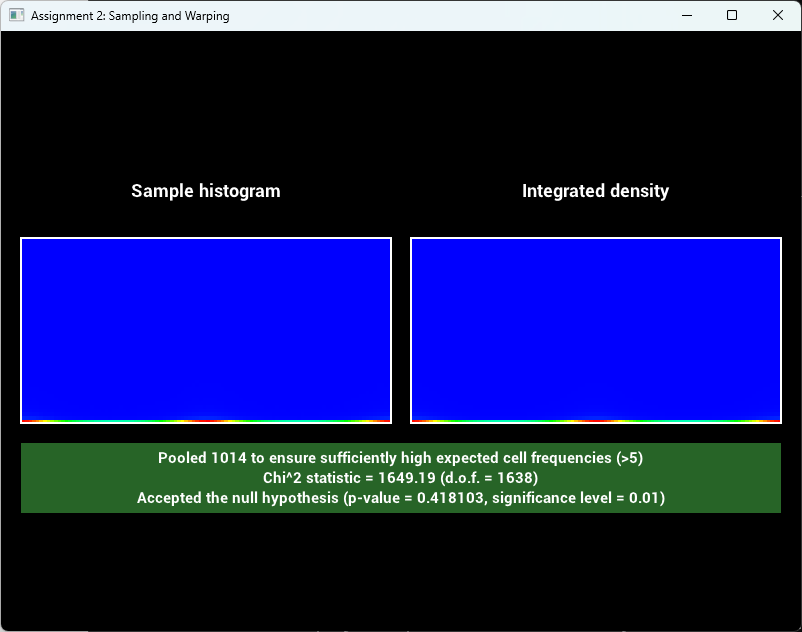 Assignment 2: Sampling and Warping
Sample histogram
Integrated density
Pooled 1014 to ensure sufficiently high expected cell frequencies (>5)
Chi^2 statistic = 1649.19 (d.o.f. = 1638)
Accepted the null hypothesis (p-value = 0.418103, significance level = 0.01)